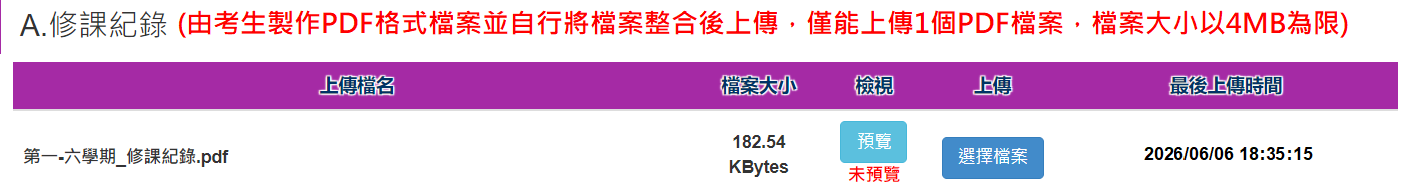 A.修課紀錄 (由考生製作PDF格式檔案並自行將檔案整合後上傳，僅能上傳1個PDF檔案，檔案大小以4MB為限)
上傳檔名 檔案大小 檢視 上傳 最後上傳時間
第一-六學期_修課紀錄.pdf 182.54 KBytes 預覽 未預覽 選擇檔案 2026/06/06 18:35:15